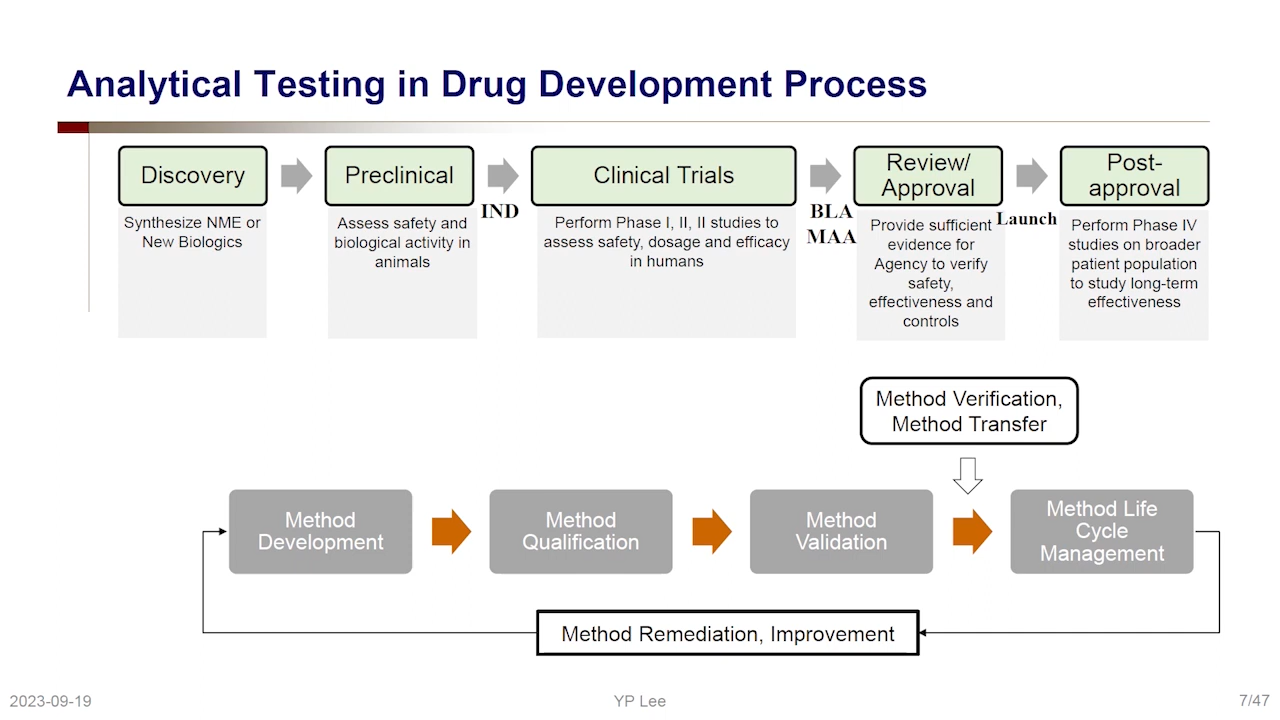 Analytical Testing in Drug Development Process
Discovery
Synthesize NME or
New Biologics
Preclinical
Assess safety and
biological activity in
animals
IND
Clinical Trials
Perform Phase I, II, II studies to
assess safety, dosage and efficacy
in humans
BLA
MAA
Review/
Approval
Provide sufficient
evidence for
Agency to verify
safety,
effectiveness and
controls
Launch
Post-
approval
Perform Phase IV
studies on broader
patient population
to study long-term
effectiveness
Method Verification,
Method Transfer
Method
Development
Method
Qualification
Method
Validation
Method Life
Cycle
Management
Method Remediation, Improvement
2023-09-19
YP Lee
7/47